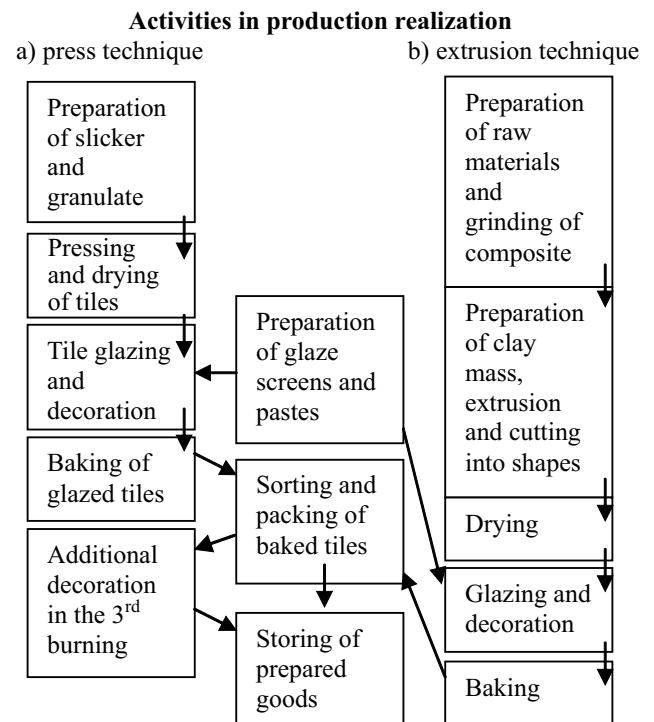 Activities in production realization
a) press technique
b) extrusion technique
Preparation
of slicker
and
granulate
Pressing
and drying
of tiles
Tile glazing
and
decoration
Baking of
glazed tiles
Additional
decoration
in the 3rd
burning
Preparation
of glaze
screens and
pastes
Sorting and
packing of
baked tiles
Storing of
prepared
goods
Preparation
of raw
materials
and
grinding of
composite
Preparation
of clay
mass,
extrusion
and cutting
into shapes
Drying
Glazing and
decoration
Baking